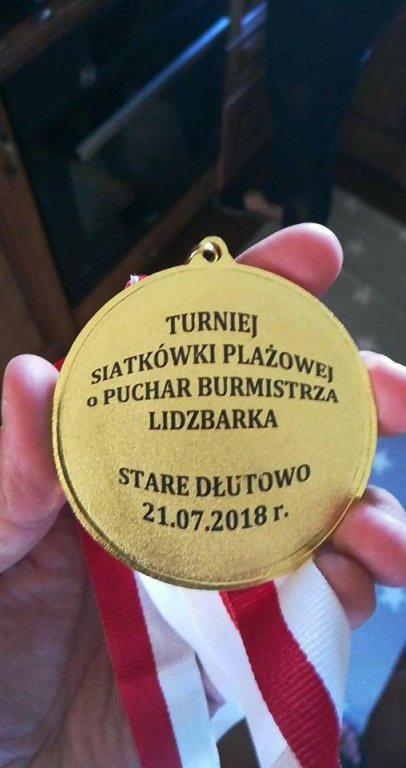 TURNIEJ
SIATKÓWKI PLAŻOWEJ
o PUCHAR BURMISTRZA
LIDZBARKA
STARE DŁUTOWO
21.07.2018 r.